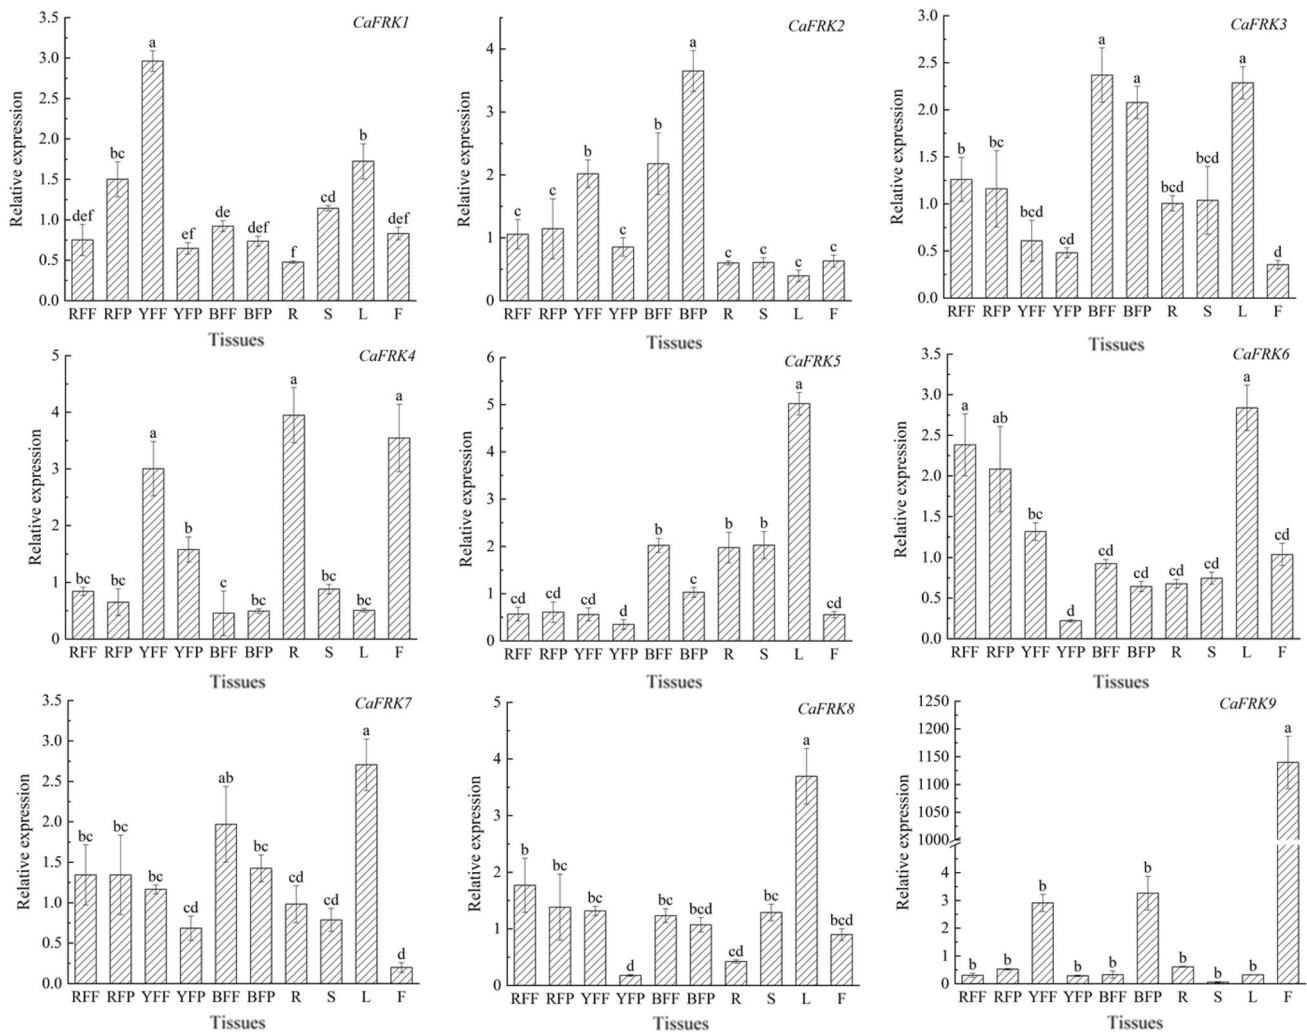 CaFRK1
Relative expression
3.5
3.0
2.5
2.0
1.5
1.0
0.5
0.0
def bc a ef de def f cd b def
RFF RFP YFF YFP BFF BFP R S L F
Tissues
CaFRK2
Relative expression
4
3
2
1
0
c c b c b a c c c c
RFF RFP YFF YFP BFF BFP R S L F
Tissues
CaFRK3
Relative expression
3.0
2.5
2.0
1.5
1.0
0.5
0.0
b bc bcd cd a a bcd bcd a d
RFF RFP YFF YFP BFF BFP R S L F
Tissues
CaFRK4
Relative expression
5
4
3
2
1
0
bc bc a b c bc a bc bc a
RFF RFP YFF YFP BFF BFP R S L F
Tissues
CaFRK5
Relative expression
6
5
4
3
2
1
0
cd cd cd d b c b b a cd
RFF RFP YFF YFP BFF BFP R S L F
Tissues
CaFRK6
Relative expression
3.5
3.0
2.5
2.0
1.5
1.0
0.5
0.0
a ab bc d cd cd cd cd a cd
RFF RFP YFF YFP BFF BFP R S L F
Tissues
CaFRK7
Relative expression
3.5
3.0
2.5
2.0
1.5
1.0
0.5
0.0
bc bc bc cd ab bc cd cd a d
RFF RFP YFF YFP BFF BFP R S L F
Tissues
CaFRK8
Relative expression
5
4
3
2
1
0
b bc bc d bc bcd cd bc a bcd
RFF RFP YFF YFP BFF BFP R S L F
Tissues
CaFRK9
Relative expression
1250
1200
1150
1100
1050
1000
4
3
2
1
0
b b b b b b b b b a
RFF RFP YFF YFP BFF BFP R S L F
Tissues